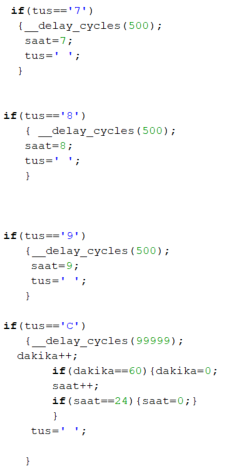 if(tus=='7')
{__delay_cycles(500);
saat=7;
tus=' ';
}
if(tus=='8')
{ __delay_cycles(500);
saat=8;
tus=' ';
}
if(tus=='9')
{__delay_cycles(500);
saat=9;
tus=' ';
}
if(tus=='C')
{__delay_cycles(99999);
dakika++;
if(dakika==60){dakika=0;
saat++;
if(saat==24){saat=0;}
}
tus=' ';
}